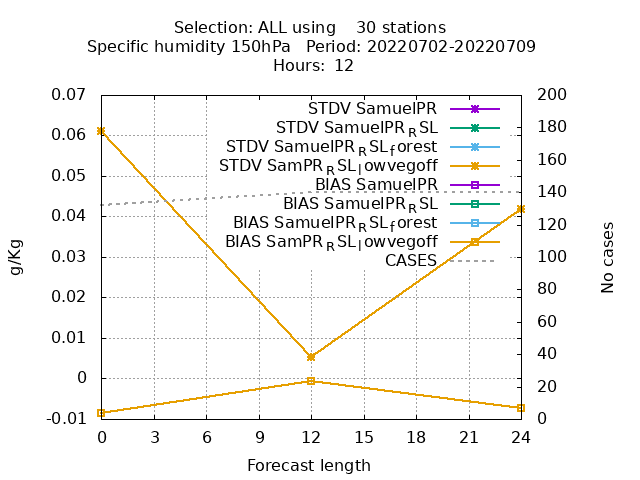 Selection: ALL using    30 stations
Specific humidity 150hPa   Period: 20220702-20220709
Hours:  12
0.07
0.06
0.05
0.04
0.03
0.02
0.01
0
-0.01
g/Kg
STDV SamuelPR
STDV SamuelPR_RSL
STDV SamuelPR_RSL_forest
STDV SamPR_RSL_lowvegoff
BIAS SamuelPR
BIAS SamuelPR_RSL
BIAS SamuelPR_RSL_forest
BIAS SamPR_RSL_lowvegoff
CASES
200
180
160
140
120
100
80
60
40
20
0
No cases
0 3 6 9 12 15 18 21 24
Forecast length